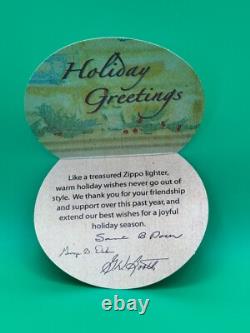 Holiday
Greetings
Like a treasured Zippo lighter,
warm holiday wishes never go out of
style. We thank you for your friendship
and support over this past year, and
extend our best wishes for a joyful
holiday season.